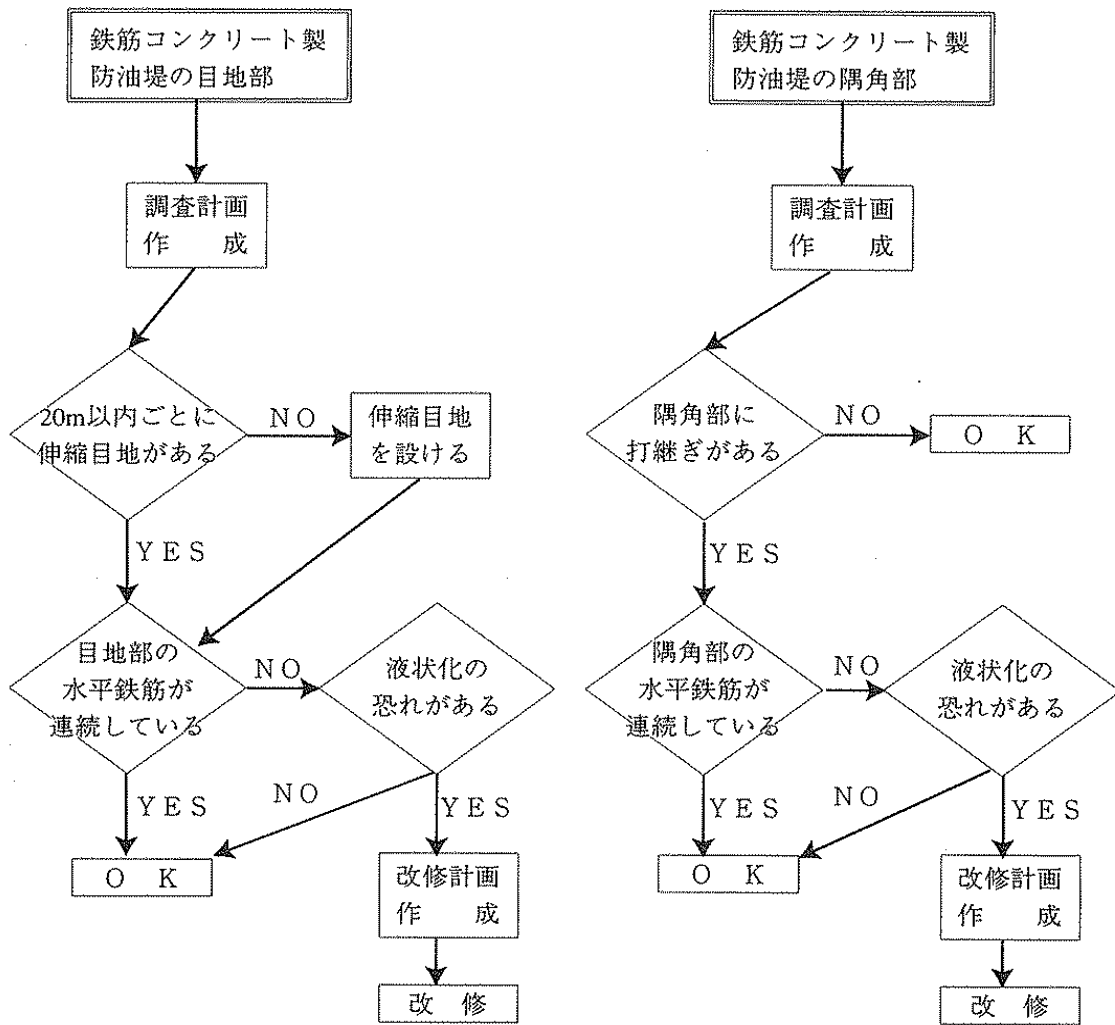 鉄筋コンクリート製
防油堤の目地部
調査計画
作　　成
20m以内ごとに
伸縮目地がある
NO
伸縮目地
を設ける
YES
目地部の
水平鉄筋が
連続している
NO
液状化の
恐れがある
YES
NO
YES
O K
改修計画
作　　成
改 修
鉄筋コンクリート製
防油堤の隅角部
調査計画
作　　成
隅角部に
打継ぎがある
NO
O K
YES
隅角部の
水平鉄筋が
連続している
NO
液状化の
恐れがある
YES
NO
YES
O K
改修計画
作　　成
改 修